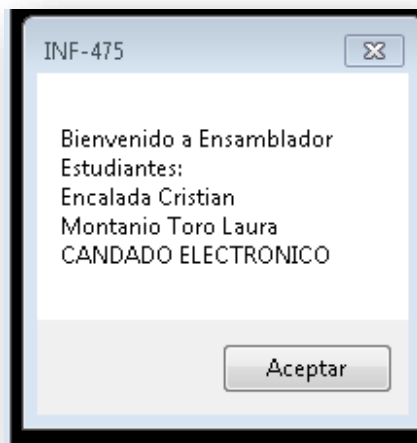 INF-475
Bienvenido a Ensamblador
Estudiantes:
Encalada Cristian
Montanio Toro Laura
CANDADO ELECTRONICO
Aceptar